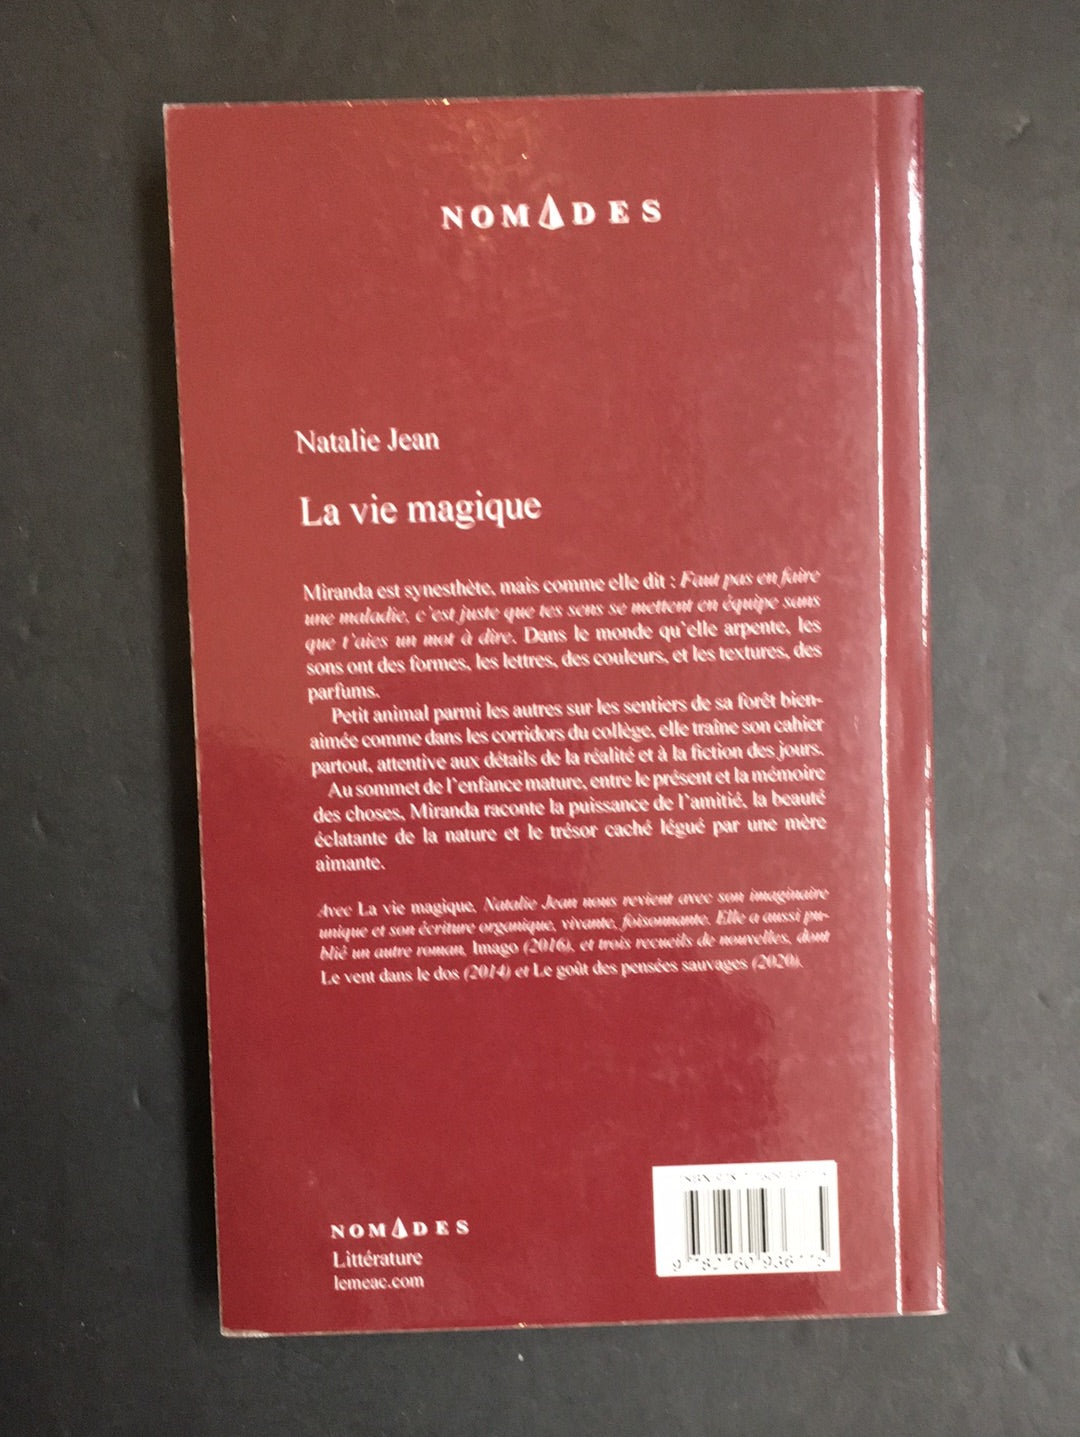 NOMADES
Natalie Jean
La vie magique
Miranda est synesthète, mais comme elle dit : Faut pas en faire
une maladie, c'est juste que tes sens se mettent en équipe sans
que t'aies un mot à dire. Dans le monde qu'elle arpente, les
sons ont des formes, les lettres, des couleurs, et les textures, des
parfums.
Petit animal parmi les autres sur les sentiers de sa forêt bien-
aimée comme dans les corridors du collège, elle traîne son cahier
partout, attentive aux détails de la réalité et à la fiction des jours.
Au sommet de l'enfance mature, entre le présent et la mémoire
des choses, Miranda raconte la puissance de l'amitié, la beauté
éclatante de la nature et le trésor caché légué par une mère
aimante.
Avec La vie magique, Natalie Jean nous revient avec son imaginaire
unique et son écriture organique, vivante, foisonnante. Elle a aussi pu-
blié un autre roman, Imago (2016), et trois recueils de nouvelles, dont
Le vent dans le dos (2014) et Le goût des pensées sauvages (2020).
NOMADES
Littérature
lemeac.com
ISBN